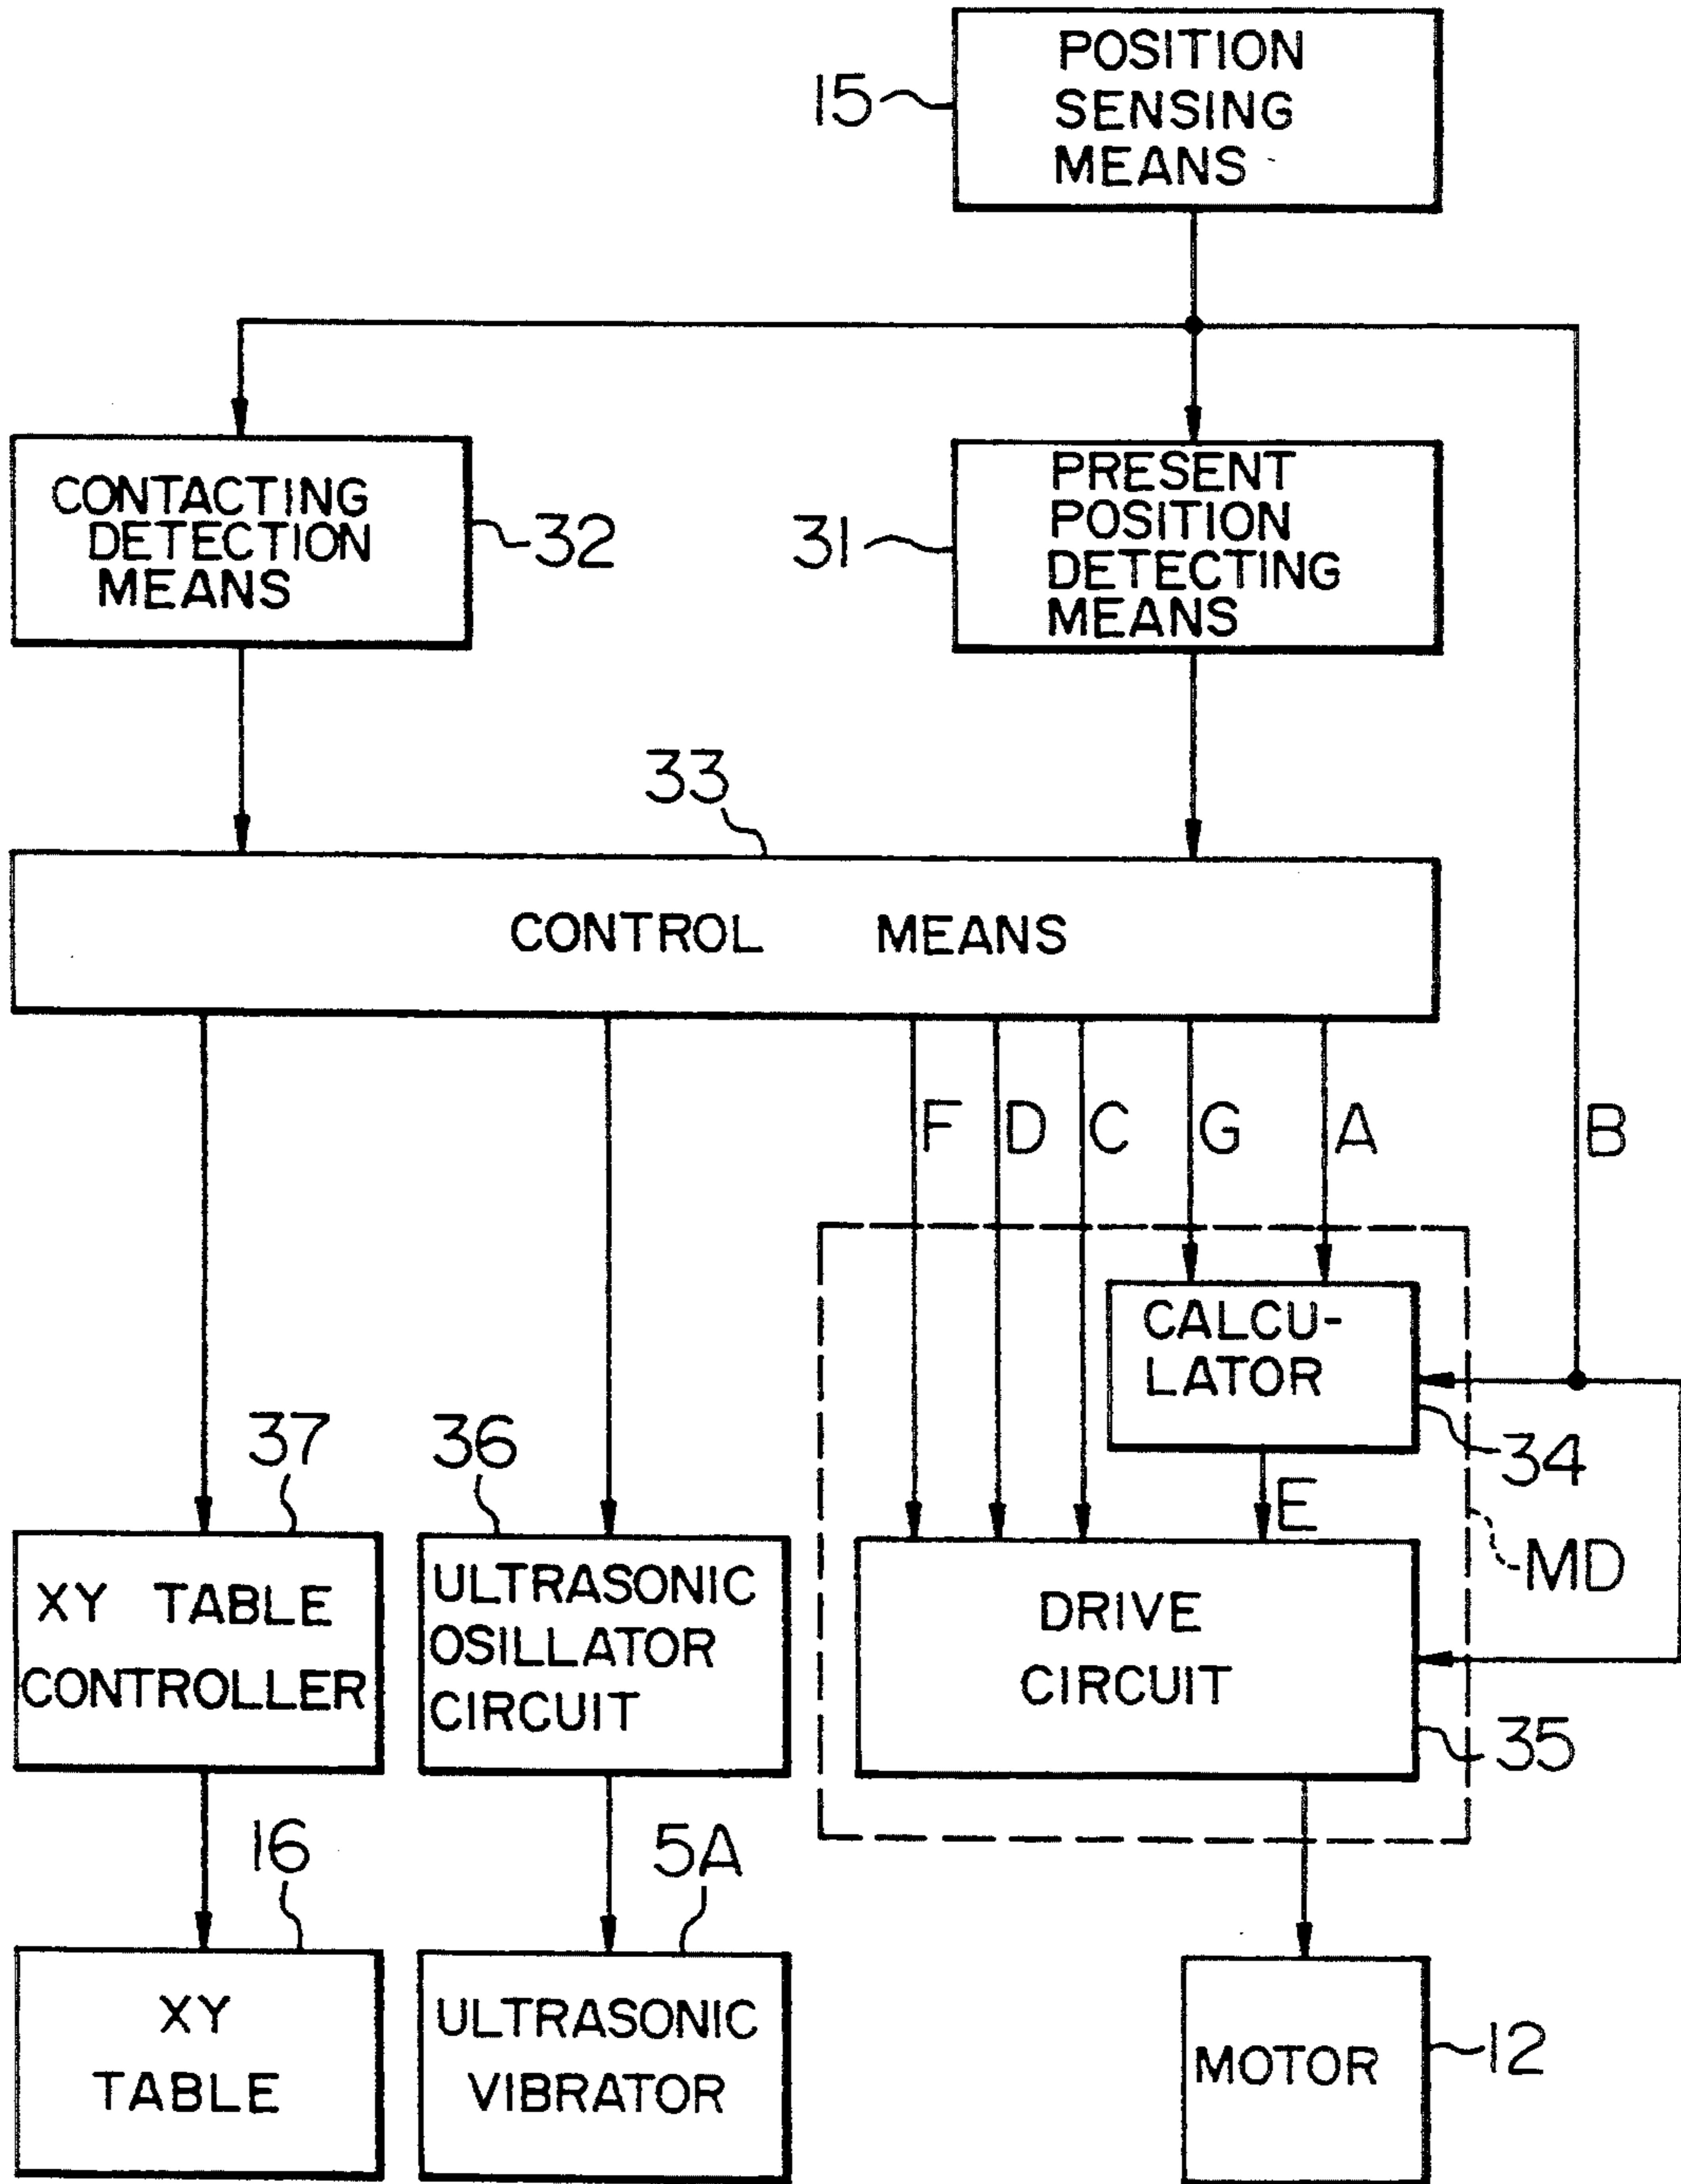 POSITION
SENSING
MEANS
15
CONTACTING
DETECTION
MEANS
32
31
PRESENT
POSITION
DETECTING
MEANS
33
CONTROL MEANS
F D C G A B
CALCU-
LATOR
34
E
MD
37
36
XY TABLE
CONTROLLER
ULTRASONIC
OSILLATOR
CIRCUIT
DRIVE
CIRCUIT
35
16
5A
XY
TABLE
ULTRASONIC
VIBRATOR
MOTOR
12